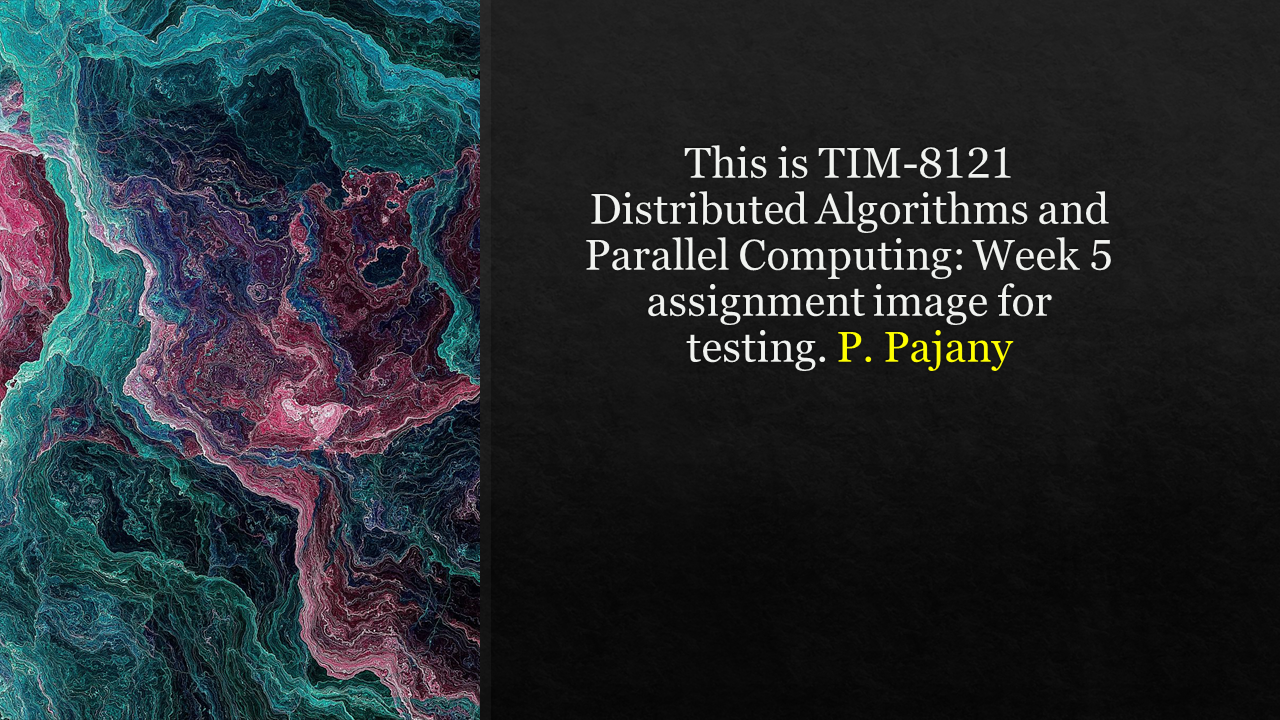 This is TIM-8121
Distributed Algorithms and
Parallel Computing: Week 5
assignment image for
testing. P. Pajany